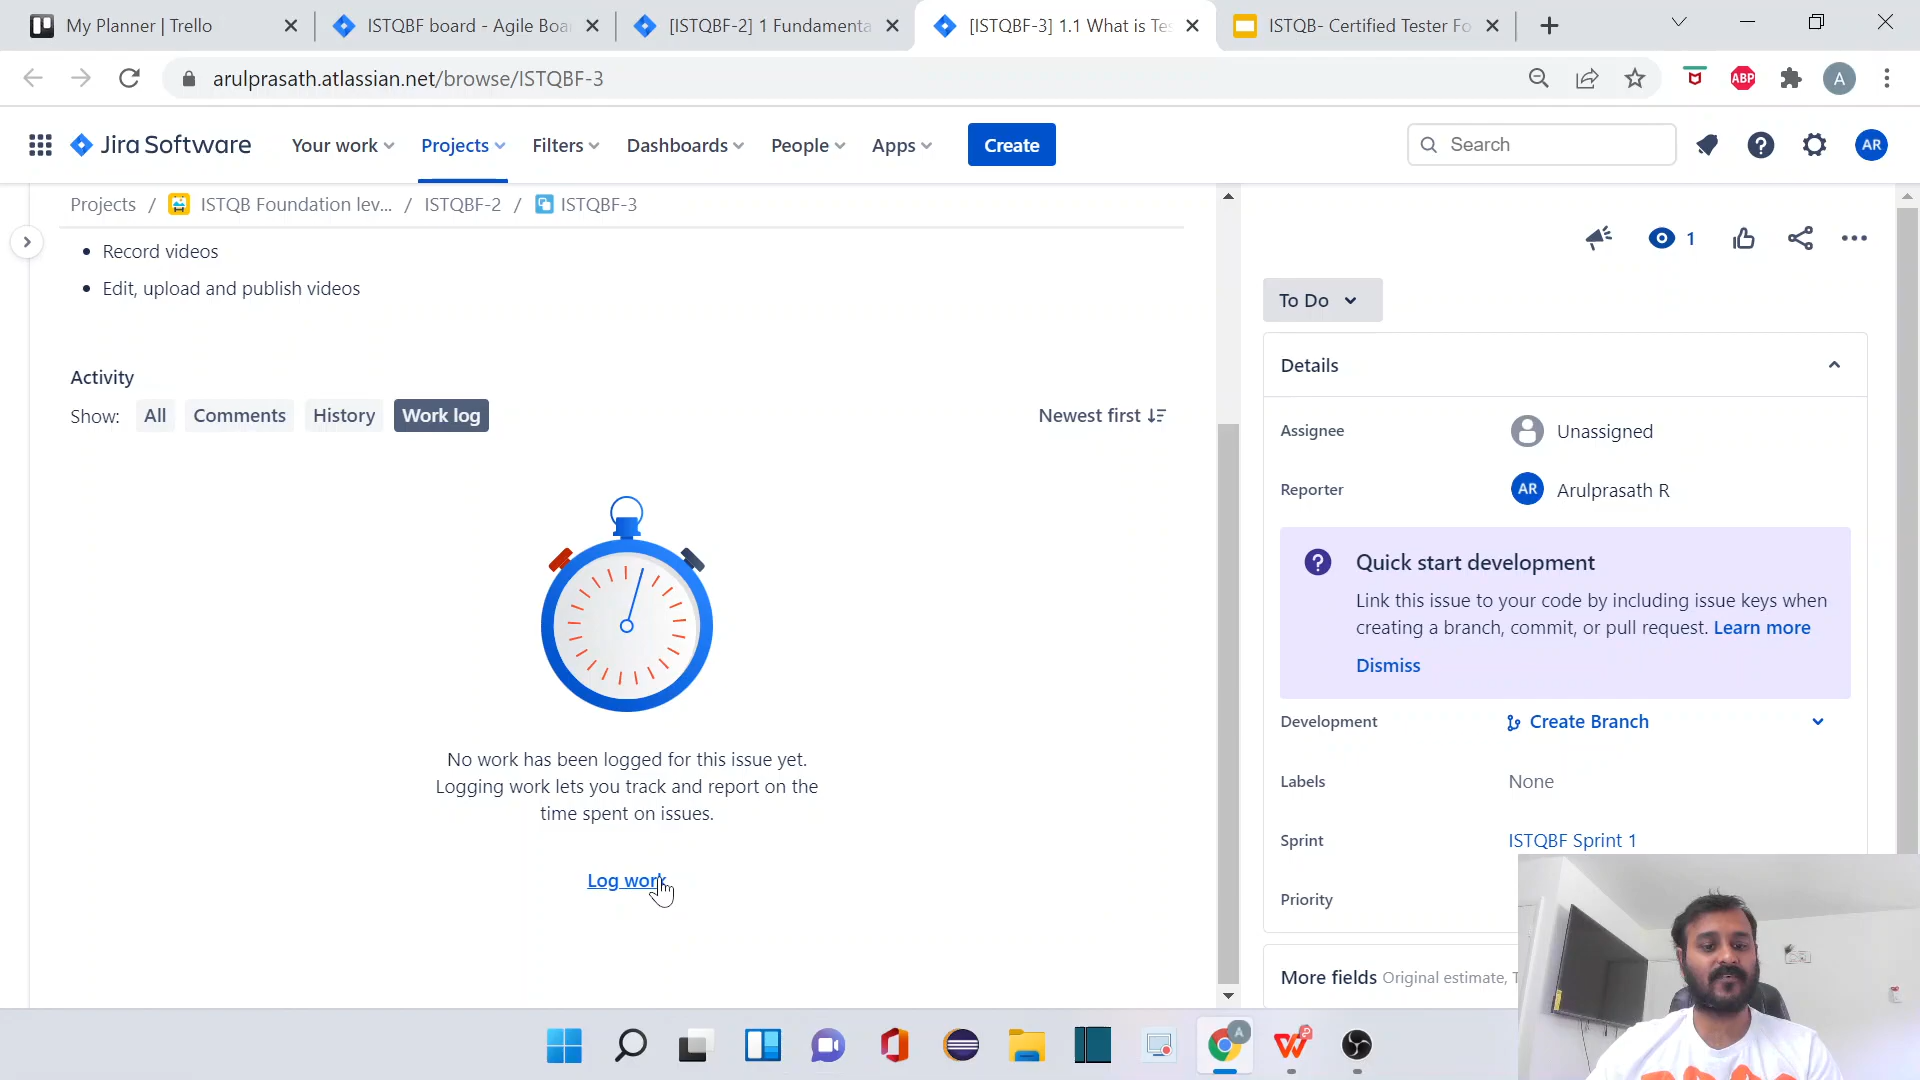 My Planner | Trello
ISTQBF board - Agile Boa
[ISTQBF-2] 1 Fundamenta
[ISTQBF-3] 1.1 What is Tes
ISTQB- Certified Tester Fo
arulprasath.atlassian.net/browse/ISTQBF-3
ABP
A
Jira Software
Your work
Projects
Filters
Dashboards
People
Apps
Create
Search
AR
Projects / ISTQB Foundation lev... / ISTQBF-2 / ISTQBF-3
Record videos
Edit, upload and publish videos
Activity
Show: All Comments History Work log
Newest first
No work has been logged for this issue yet.
Logging work lets you track and report on the
time spent on issues.
Log work
1
To Do
Details
Assignee
Unassigned
Reporter
AR Arulprasath R
Quick start development
Link this issue to your code by including issue keys when
creating a branch, commit, or pull request. Learn more
Dismiss
Development
Create Branch
Labels
None
Sprint
ISTQBF Sprint 1
Priority
More fields Original estimate, T
A